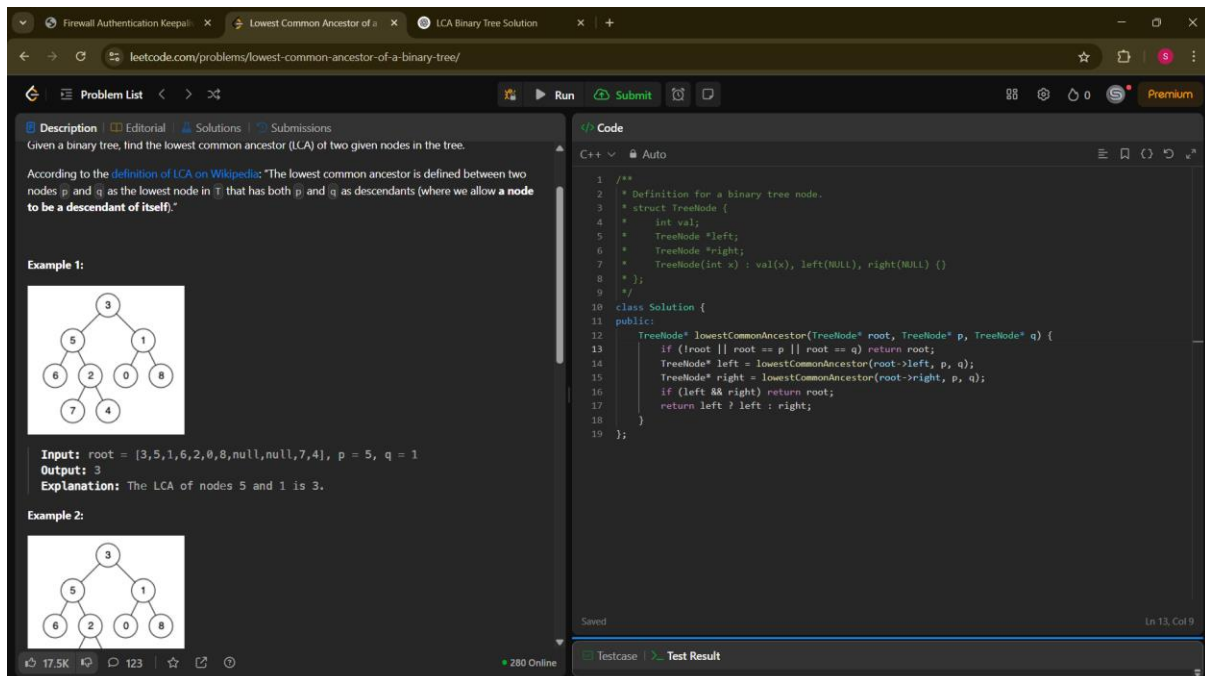 Firewall Authentication Keepaliv
Lowest Common Ancestor of a
LCA Binary Tree Solution
leetcode.com/problems/lowest-common-ancestor-of-a-binary-tree/
S
Problem List
Run
Submit
0
Premium
Description | Editorial | Solutions | Submissions
Given a binary tree, find the lowest common ancestor (LCA) of two given nodes in the tree.
According to the definition of LCA on Wikipedia: “The lowest common ancestor is defined between two
nodes p and q as the lowest node in T that has both p and q as descendants (where we allow a node
to be a descendant of itself).”
Example 1:
3
5 1
6 2 0 8
7 4
Input: root = [3,5,1,6,2,0,8,null,null,7,4], p = 5, q = 1
Output: 3
Explanation: The LCA of nodes 5 and 1 is 3.
Example 2:
3
5 1
6 2 0 8
17.5K 123
280 Online
</> Code
C++ Auto
1 /**
2 * Definition for a binary tree node.
3 * struct TreeNode {
4 * int val;
5 * TreeNode *left;
6 * TreeNode *right;
7 * TreeNode(int x) : val(x), left(NULL), right(NULL) {}
8 * };
9 */
10 class Solution {
11 public:
12 TreeNode* lowestCommonAncestor(TreeNode* root, TreeNode* p, TreeNode* q) {
13 if (!root || root == p || root == q) return root;
14 TreeNode* left = lowestCommonAncestor(root->left, p, q);
15 TreeNode* right = lowestCommonAncestor(root->right, p, q);
16 if (left && right) return root;
17 return left ? left : right;
18 }
19 };
Saved
Ln 13, Col 9
Testcase | >_ Test Result